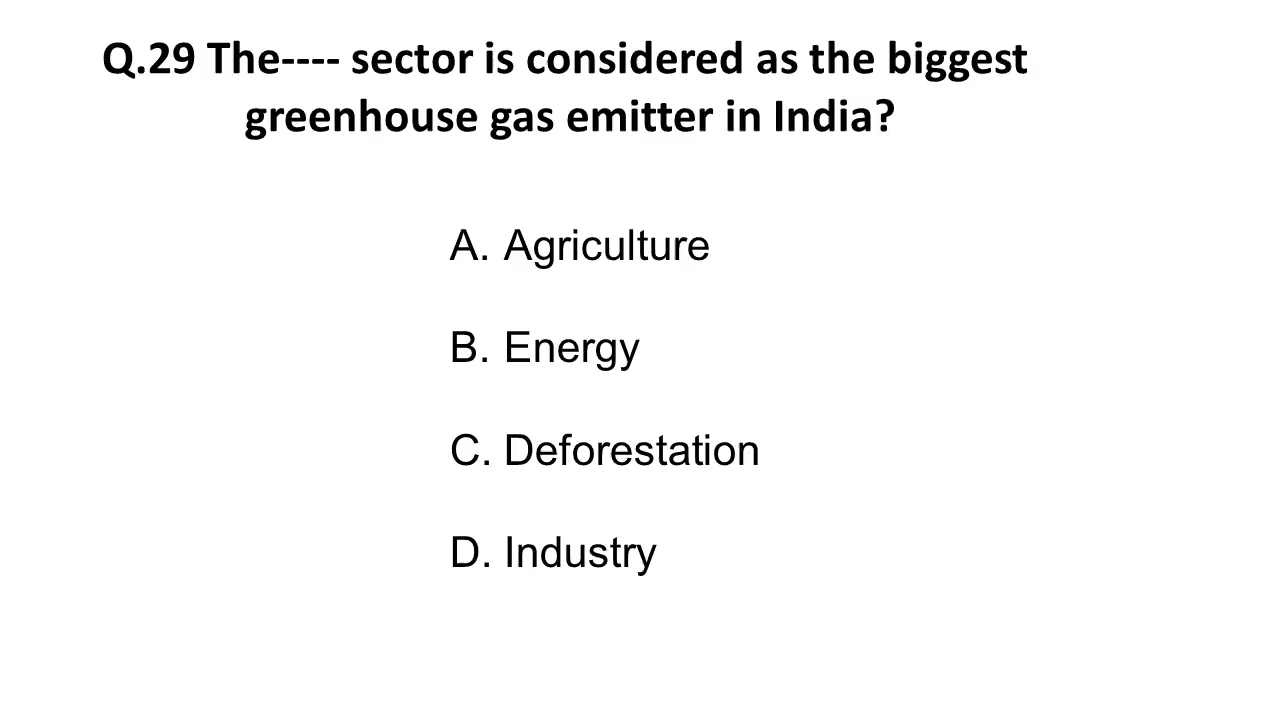 Q.29 The---- sector is considered as the biggest
greenhouse gas emitter in India?
A. Agriculture
B. Energy
C. Deforestation
D. Industry